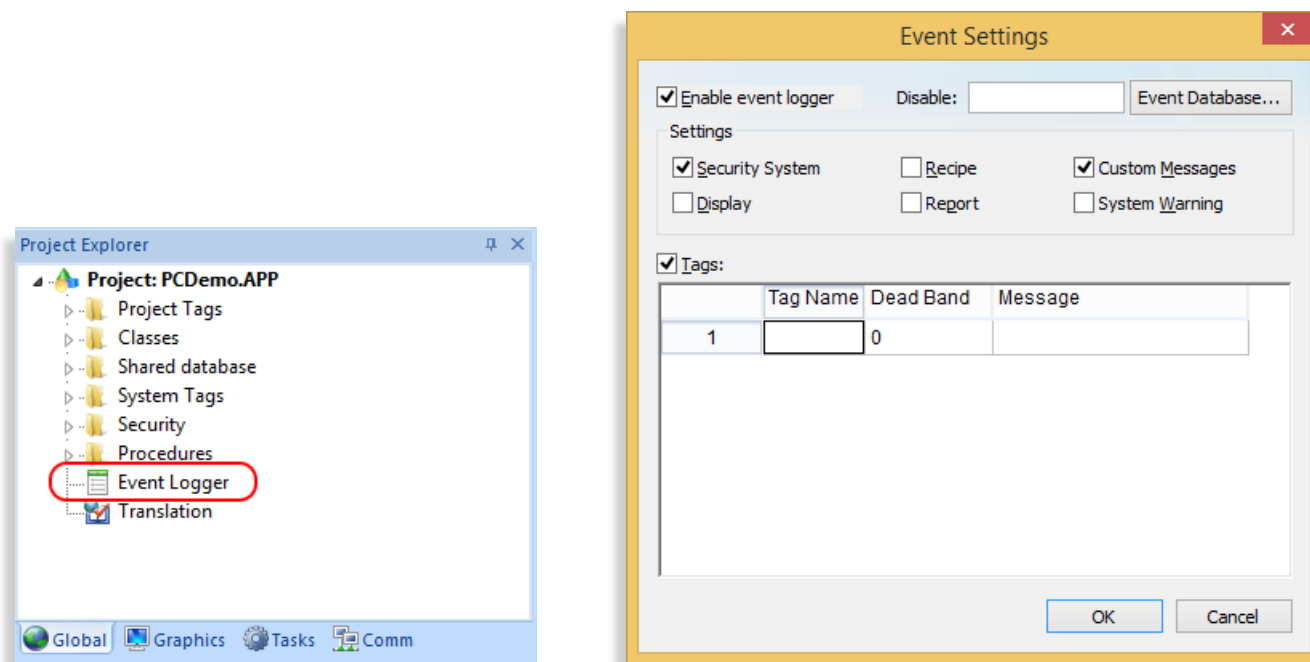 Project Explorer
Project: PCDemo.APP
Project Tags
Classes
Shared database
System Tags
Security
Procedures
Event Logger
Translation
Global Graphics Tasks Comm
Event Settings
Enable event logger Disable: Event Database...
Settings
Security System Recipe Custom Messages
Display Report System Warning
Tags:
Tag Name Dead Band Message
1 0
OK Cancel